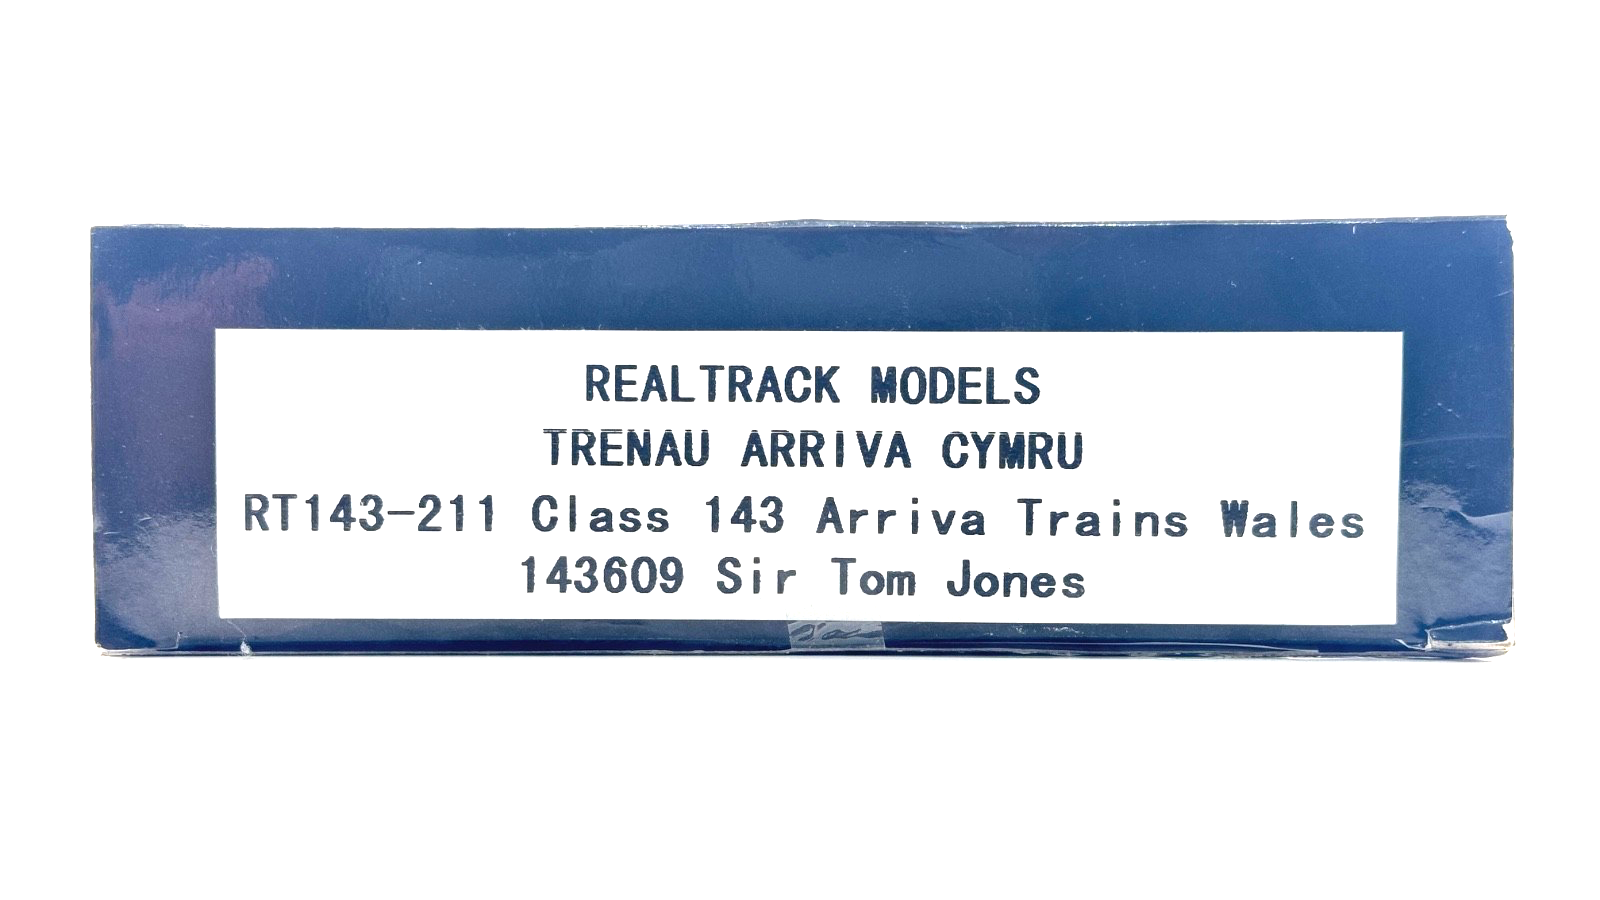 REALTRACK MODELS
TRENAU ARRIVA CYMRU
RT143-211 Class 143 Arriva Trains Wales
143609 Sir Tom Jones